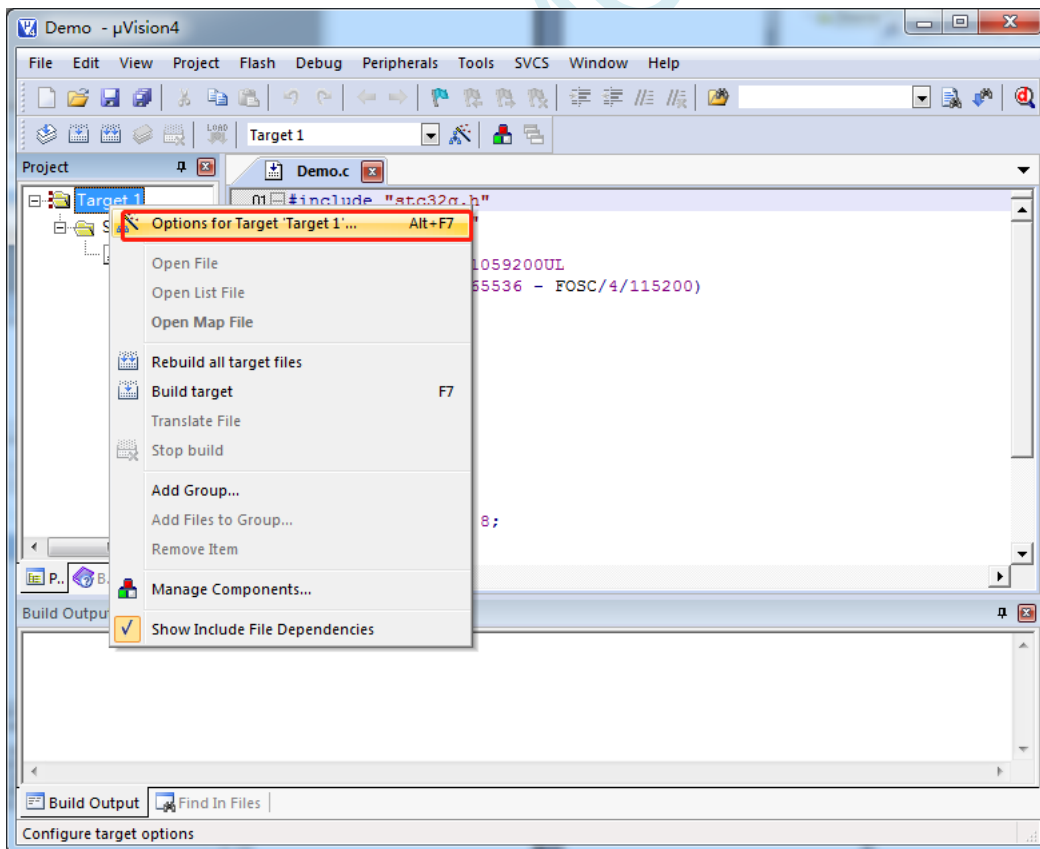 Demo - µVision4
File Edit View Project Flash Debug Peripherals Tools SVCS Window Help
LOAD Target 1
Project
Demo.c
Target 1
01 #include "stc32g.h"
S
"
Options for Target 'Target 1'... Alt+F7
Open File
1059200UL
Open List File
65536 - FOSC/4/115200)
Open Map File
Rebuild all target files
Build target F7
Translate File
Stop build
Add Group...
Add Files to Group...
8;
Remove Item
P.. B.
Manage Components...
Build Outpu
Show Include File Dependencies
Build Output Find In Files
Configure target options